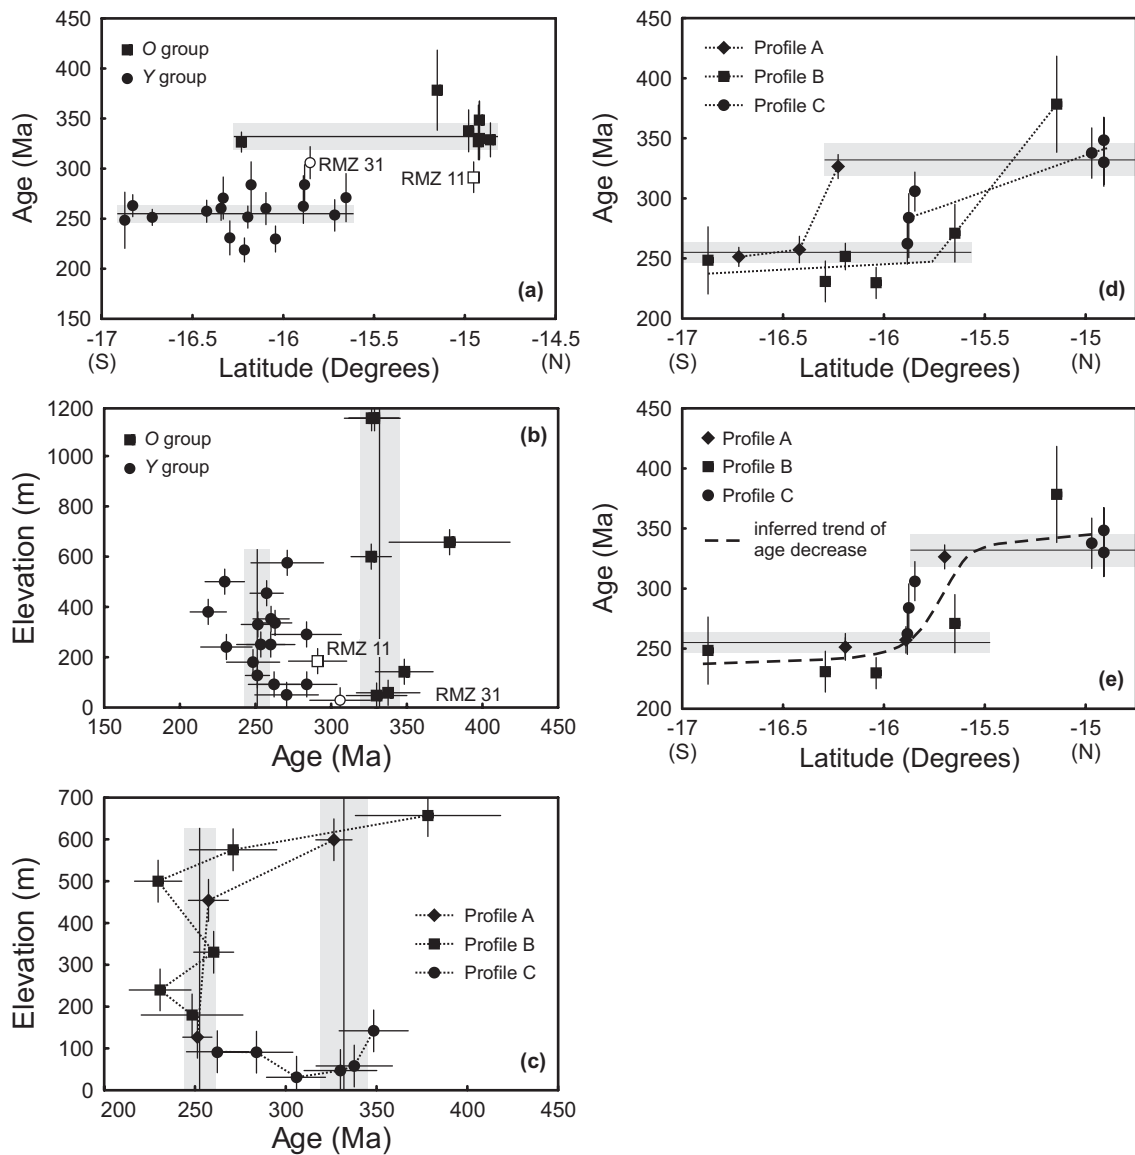 450
400
350
300
250
200
150
Age (Ma)
O group
Y group
RMZ 31
RMZ 11
(a)
-17 -16.5 -16 -15.5 -15 -14.5
(S) Latitude (Degrees) (N)
450
400
350
300
250
200
Age (Ma)
Profile A
Profile B
Profile C
(d)
-17 -16.5 -16 -15.5 -15
(S) Latitude (Degrees) (N)
1200
1000
800
600
400
200
0
Elevation (m)
O group
Y group
RMZ 11
RMZ 31
(b)
150 200 250 300 350 400 450
Age (Ma)
450
400
350
300
250
200
Age (Ma)
Profile A
Profile B
Profile C
inferred trend of
age decrease
(e)
-17 -16.5 -16 -15.5 -15
(S) Latitude (Degrees) (N)
700
600
500
400
300
200
100
0
Elevation (m)
Profile A
Profile B
Profile C
(c)
200 250 300 350 400 450
Age (Ma)